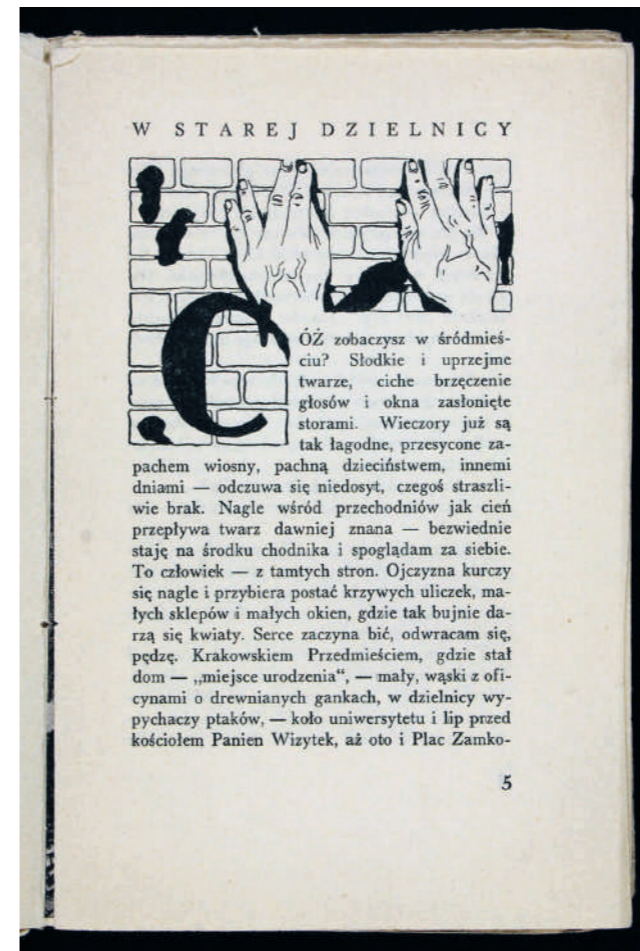 W STAREJ DZIELNICY
CÓŻ zobaczysz w śródmieś-
ciu? Słodkie i uprzejme
twarze, ciche brzęczenie
głosów i okna zasłonięte
storami. Wieczory już są
tak łagodne, przesycone za-
pachem wiosny, pachną dzieciństwem, innemi
dniami — odczuwa się niedosyt, czegoś straszli-
wie brak. Nagle wśród przechodniów jak cień
przepływa twarz dawniej znana — bezwiednie
staję na środku chodnika i spoglądam za siebie.
To człowiek — z tamtych stron. Ojczyzna kurczy
się nagle i przybiera postać krzywych uliczek, ma-
łych sklepów i małych okien, gdzie tak bujnie da-
rzą się kwiaty. Serce zaczyna bić, odwracam się,
pędzę. Krakowskiem Przedmieściem, gdzie stał
dom — „miejsce urodzenia“, — mały, wąski z ofi-
cynami o drewnianych gankach, w dzielnicy wy-
pychaczy ptaków, — koło uniwersytetu i lip przed
kościołem Panien Wizytek, aż oto i Plac Zamko-
5